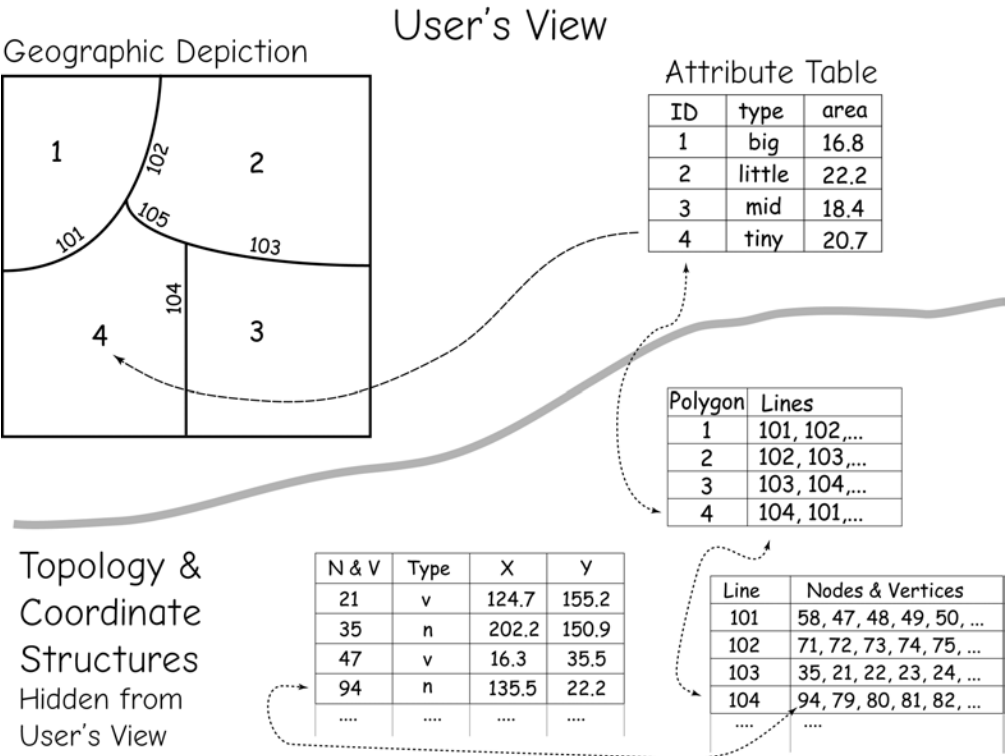 User's View
Geographic Depiction
1
2
102
105
101
103
104
4
3
Attribute Table
ID type area
1 big 16.8
2 little 22.2
3 mid 18.4
4 tiny 20.7
Polygon Lines
1 101, 102,...
2 102, 103,...
3 103, 104,...
4 104, 101,...
Topology &
Coordinate
Structures
Hidden from
User's View
N & V Type X Y
21 v 124.7 155.2
35 n 202.2 150.9
47 v 16.3 35.5
94 n 135.5 22.2
.... .... .... ....
Line Nodes & Vertices
101 58, 47, 48, 49, 50, ...
102 71, 72, 73, 74, 75, ...
103 35, 21, 22, 23, 24, ...
104 94, 79, 80, 81, 82, ...
.... ....